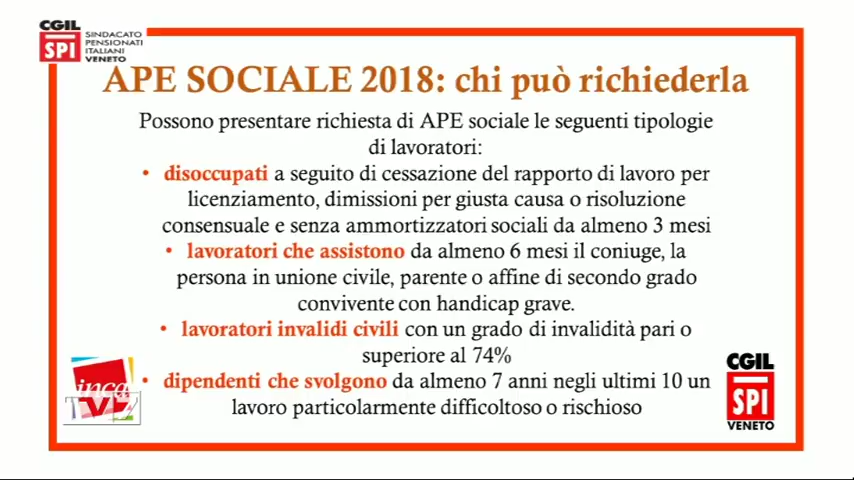 CGIL
SPI
SINDACATO
PENSIONATI
ITALIANI
VENETO
APE SOCIALE 2018: chi può richiederla
Possono presentare richiesta di APE sociale le seguenti tipologie
di lavoratori:
• disoccupati a seguito di cessazione del rapporto di lavoro per
licenziamento, dimissioni per giusta causa o risoluzione
consensuale e senza ammortizzatori sociali da almeno 3 mesi
• lavoratori che assistono da almeno 6 mesi il coniuge, la
persona in unione civile, parente o affine di secondo grado
convivente con handicap grave.
• lavoratori invalidi civili con un grado di invalidità pari o
superiore al 74%
• dipendenti che svolgono da almeno 7 anni negli ultimi 10 un
lavoro particolarmente difficoltoso o rischioso
inca
CGIL
SPI
VENETO